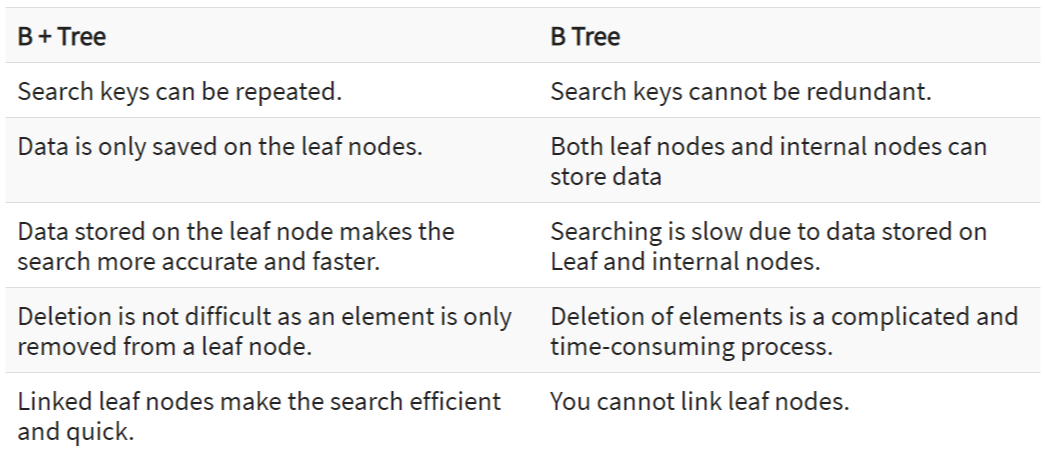 B + Tree
B Tree
Search keys can be repeated.
Search keys cannot be redundant.
Data is only saved on the leaf nodes.
Both leaf nodes and internal nodes can
store data
Data stored on the leaf node makes the
search more accurate and faster.
Searching is slow due to data stored on
Leaf and internal nodes.
Deletion is not difficult as an element is only
removed from a leaf node.
Deletion of elements is a complicated and
time-consuming process.
Linked leaf nodes make the search efficient
and quick.
You cannot link leaf nodes.